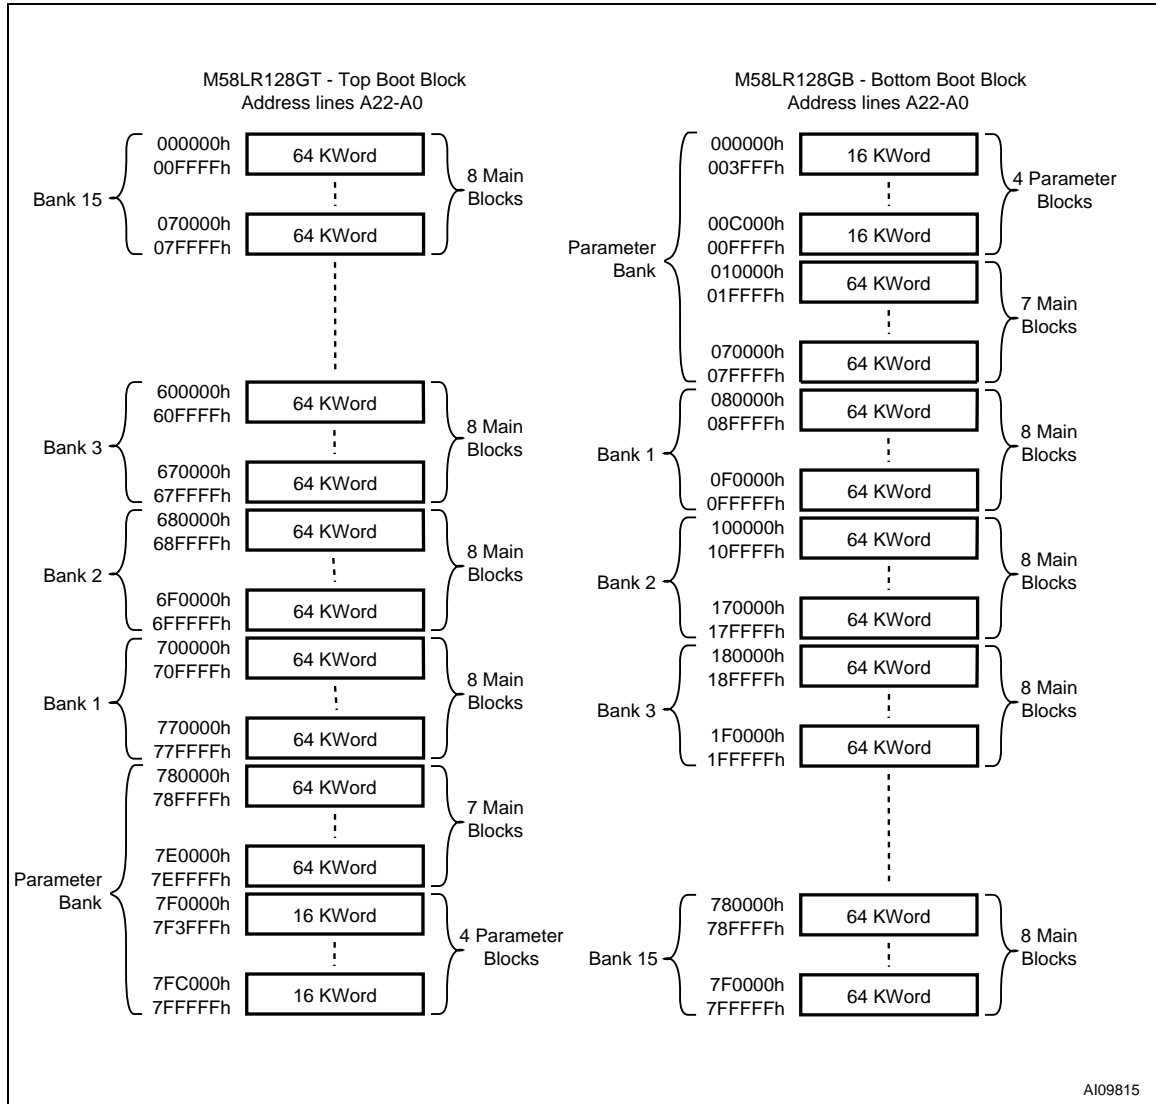 M58LR128GT - Top Boot Block
Address lines A22-A0
Bank 15
000000h
00FFFFh
64 KWord
070000h
07FFFFh
64 KWord
8 Main
Blocks
Bank 3
600000h
60FFFFh
64 KWord
670000h
67FFFFh
64 KWord
8 Main
Blocks
Bank 2
680000h
68FFFFh
64 KWord
6F0000h
6FFFFFh
64 KWord
8 Main
Blocks
Bank 1
700000h
70FFFFh
64 KWord
770000h
77FFFFh
64 KWord
8 Main
Blocks
Parameter
Bank
780000h
78FFFFh
64 KWord
7E0000h
7EFFFFh
64 KWord
7 Main
Blocks
7F0000h
7F3FFFh
16 KWord
7FC000h
7FFFFFh
16 KWord
4 Parameter
Blocks
M58LR128GB - Bottom Boot Block
Address lines A22-A0
Parameter
Bank
000000h
003FFFh
16 KWord
00C000h
00FFFFh
16 KWord
4 Parameter
Blocks
010000h
01FFFFh
64 KWord
070000h
07FFFFh
64 KWord
7 Main
Blocks
Bank 1
080000h
08FFFFh
64 KWord
0F0000h
0FFFFFh
64 KWord
8 Main
Blocks
Bank 2
100000h
10FFFFh
64 KWord
170000h
17FFFFh
64 KWord
8 Main
Blocks
Bank 3
180000h
18FFFFh
64 KWord
1F0000h
1FFFFFh
64 KWord
8 Main
Blocks
Bank 15
780000h
78FFFFh
64 KWord
7F0000h
7FFFFFh
64 KWord
8 Main
Blocks
AI09815